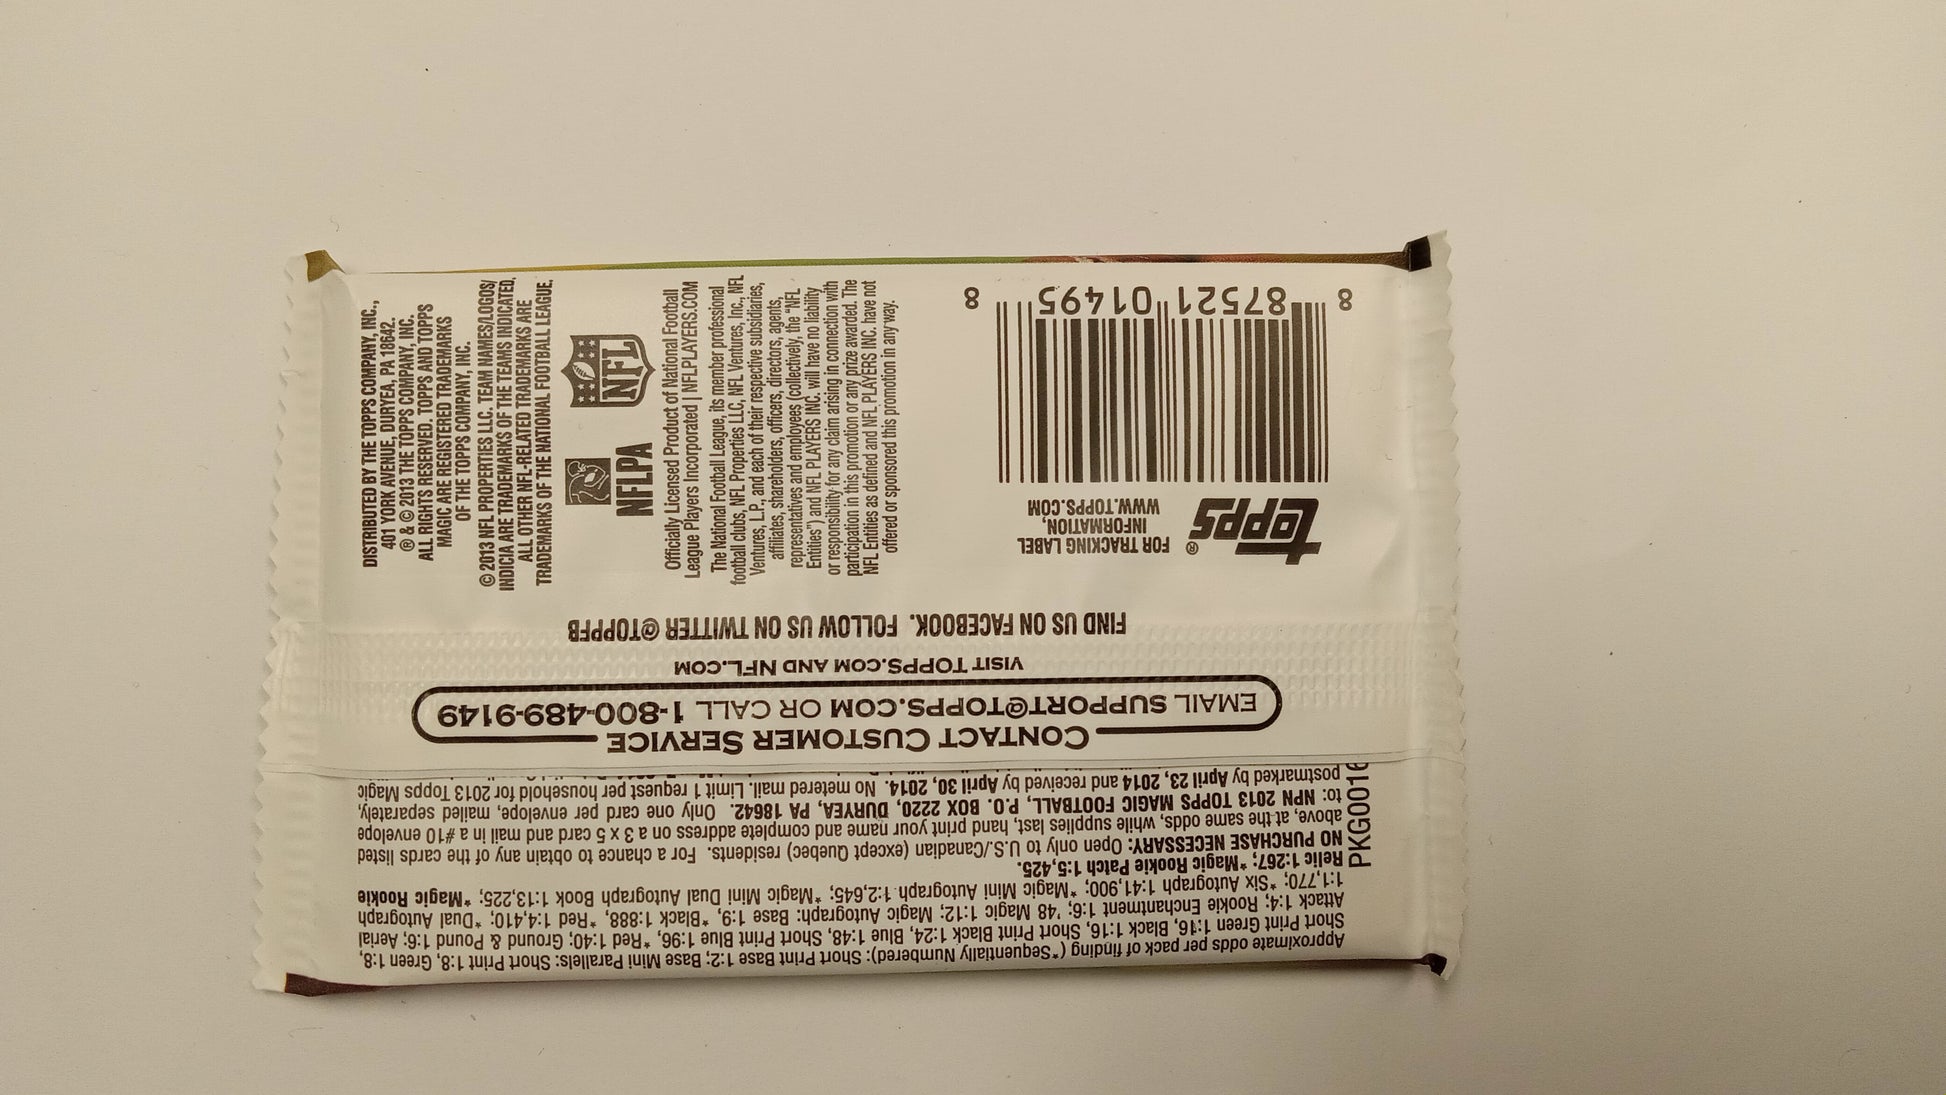 Approximate odds per pack of finding (*Sequentially Numbered): Short Print Base 1:2; Base Mini Parallels: Short Print 1:8, Green 1:8,
Short Print Green 1:16, Black 1:16, Short Print Black 1:24, Blue 1:48, Short Print Blue 1:96, *Red 1:40; Ground & Pound 1:6; Aerial
Attack 1:4; Rookie Enchantment 1:6; '48 Magic 1:12; Magic Autograph: Base 1:9, *Black 1:888, *Red 1:4,410; *Dual Autograph
1:1,770; *Six Autograph 1:41,900; *Magic Mini Autograph 1:2,645; *Magic Mini Dual Autograph Book 1:13,225; *Magic Rookie
Relic 1:267; *Magic Rookie Patch 1:5,425.
NO PURCHASE NECESSARY: Open only to U.S./Canadian (except Quebec) residents. For a chance to obtain any of the cards listed
above, at the same odds, while supplies last, hand print your name and complete address on a 3 x 5 card and mail in a #10 envelope
to: NPN 2013 TOPPS MAGIC FOOTBALL, P.O. BOX 2220, DURYEA, PA 18642. Only one card per envelope, mailed separately,
postmarked by April 23, 2014 and received by April 30, 2014. No metered mail. Limit 1 request per household for 2013 Topps Magic
PKG0016
CONTACT CUSTOMER SERVICE
EMAIL SUPPORT@TOPPS.COM OR CALL 1-800-489-9149
VISIT TOPPS.COM AND NFL.COM
FIND US ON FACEBOOK. FOLLOW US ON TWITTER @TOPPFB
topps®
FOR TRACKING LABEL
INFORMATION,
WWW.TOPPS.COM
8 87521 01495 8
DISTRIBUTED BY THE TOPPS COMPANY, INC.,
401 YORK AVENUE, DURYEA, PA 18642.
® & © 2013 THE TOPPS COMPANY, INC.
ALL RIGHTS RESERVED. TOPPS AND TOPPS
MAGIC ARE REGISTERED TRADEMARKS
OF THE TOPPS COMPANY, INC.
© 2013 NFL PROPERTIES LLC. TEAM NAMES/LOGOS/
INDICIA ARE TRADEMARKS OF THE TEAMS INDICATED.
ALL OTHER NFL-RELATED TRADEMARKS ARE
TRADEMARKS OF THE NATIONAL FOOTBALL LEAGUE.
NFLPA
NFL
Officially Licensed Product of National Football
League Players Incorporated | NFLPLAYERS.COM
The National Football League, its member professional
football clubs, NFL Properties LLC, NFL Ventures, Inc., NFL
Ventures, L.P., and each of their respective subsidiaries,
affiliates, shareholders, officers, directors, agents,
representatives and employees (collectively, the "NFL
Entities") and NFL PLAYERS INC. will have no liability
or responsibility for any claim arising in connection with
participation in this promotion or any prize awarded. The
NFL Entities as defined and NFL PLAYERS INC. have not
offered or sponsored this promotion in any way.